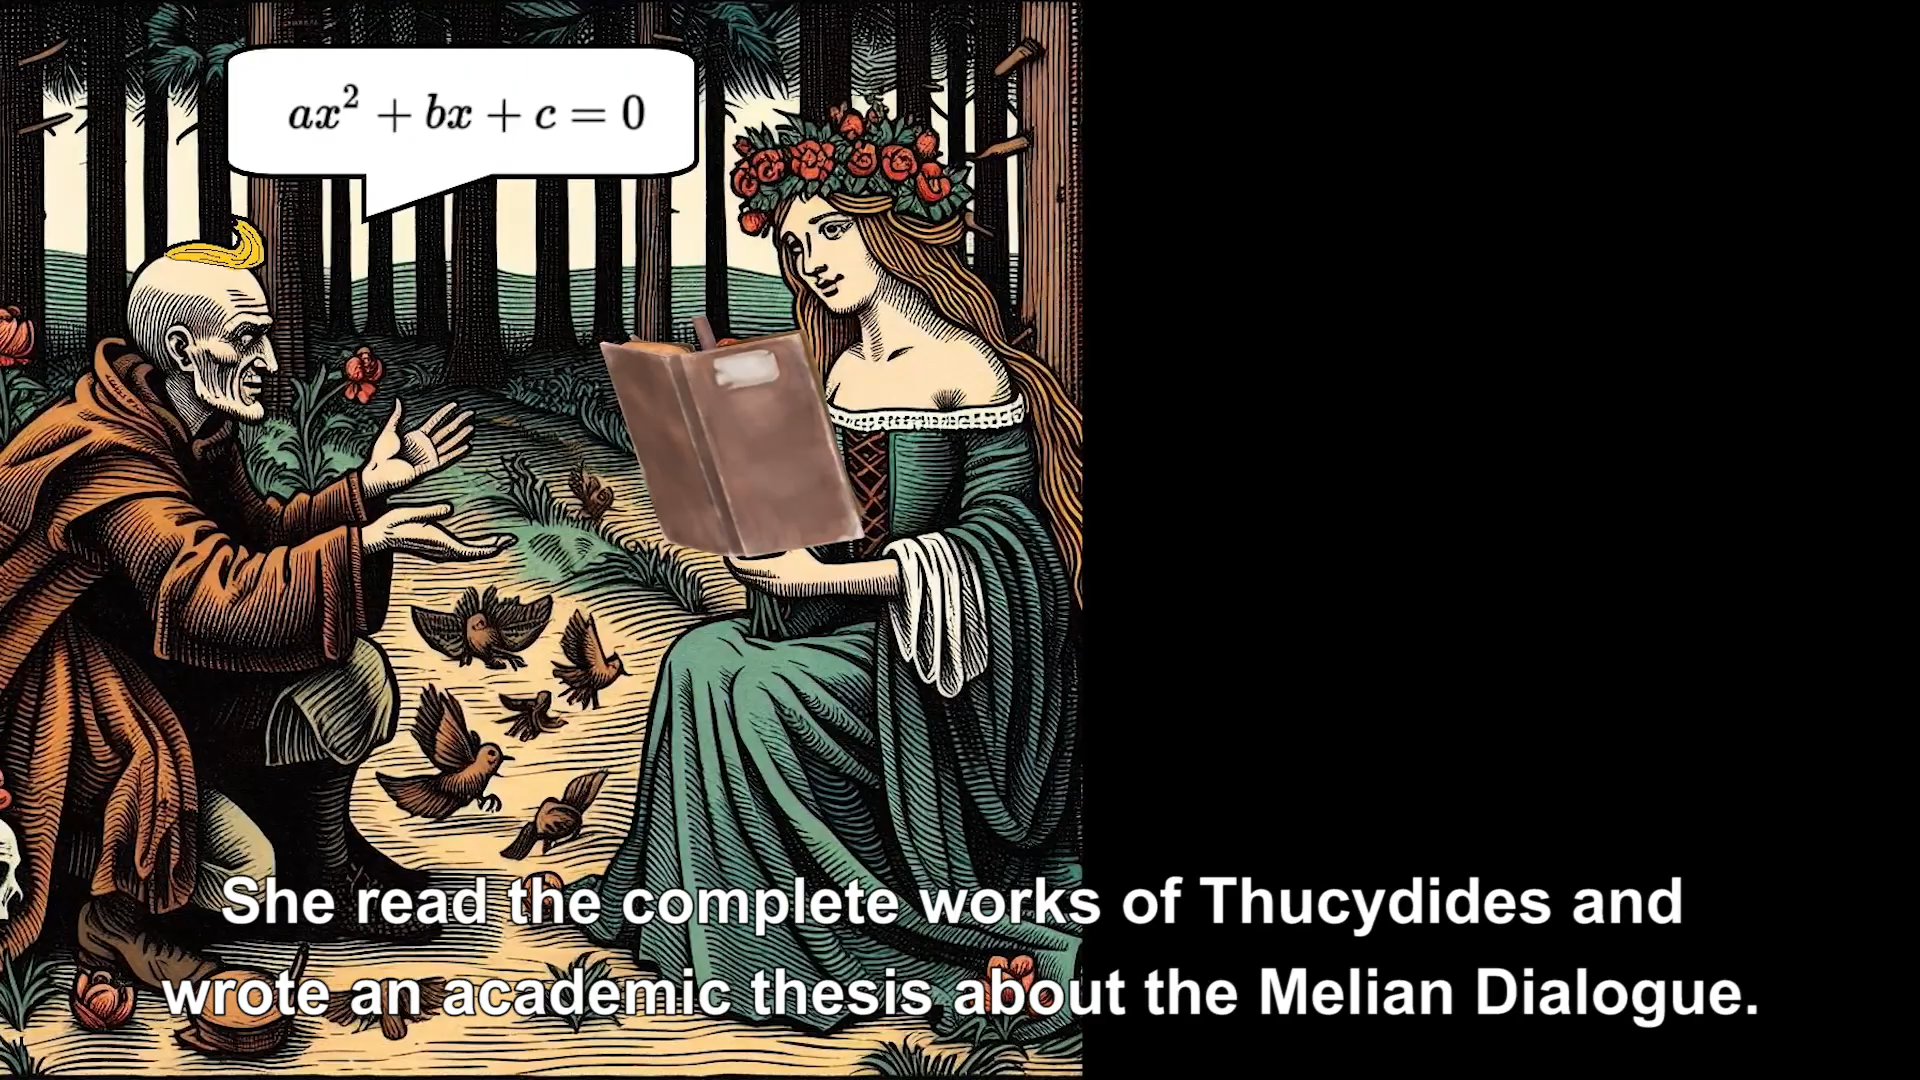 ax² + bx + c = 0
She read the complete works of Thucydides and
wrote an academic thesis about the Melian Dialogue.